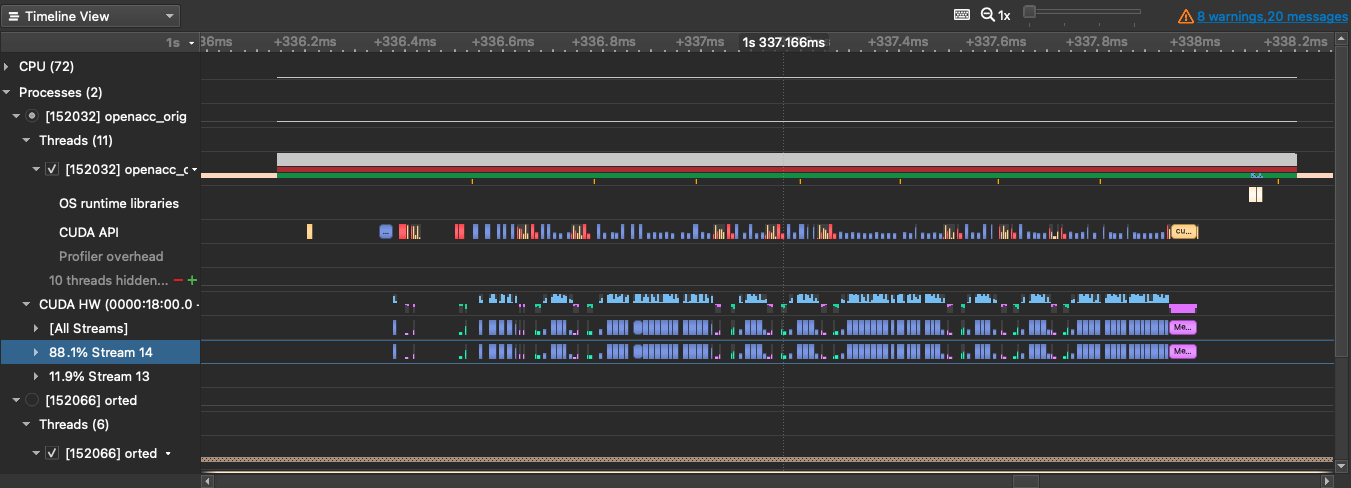 Timeline View
1x
8 warnings,20 messages
1s
36ms +336.2ms +336.4ms +336.6ms +336.8ms +337ms 1s 337.166ms +337.4ms +337.6ms +337.8ms +338ms +338.2ms
CPU (72)
Processes (2)
[152032] openacc_orig
Threads (11)
[152032] openacc_c
OS runtime libraries
CUDA API
... cu...
Profiler overhead
10 threads hidden...
CUDA HW (0000:18:00.0
[All Streams]
Me...
88.1% Stream 14
Me...
11.9% Stream 13
[152066] orted
Threads (6)
[152066] orted